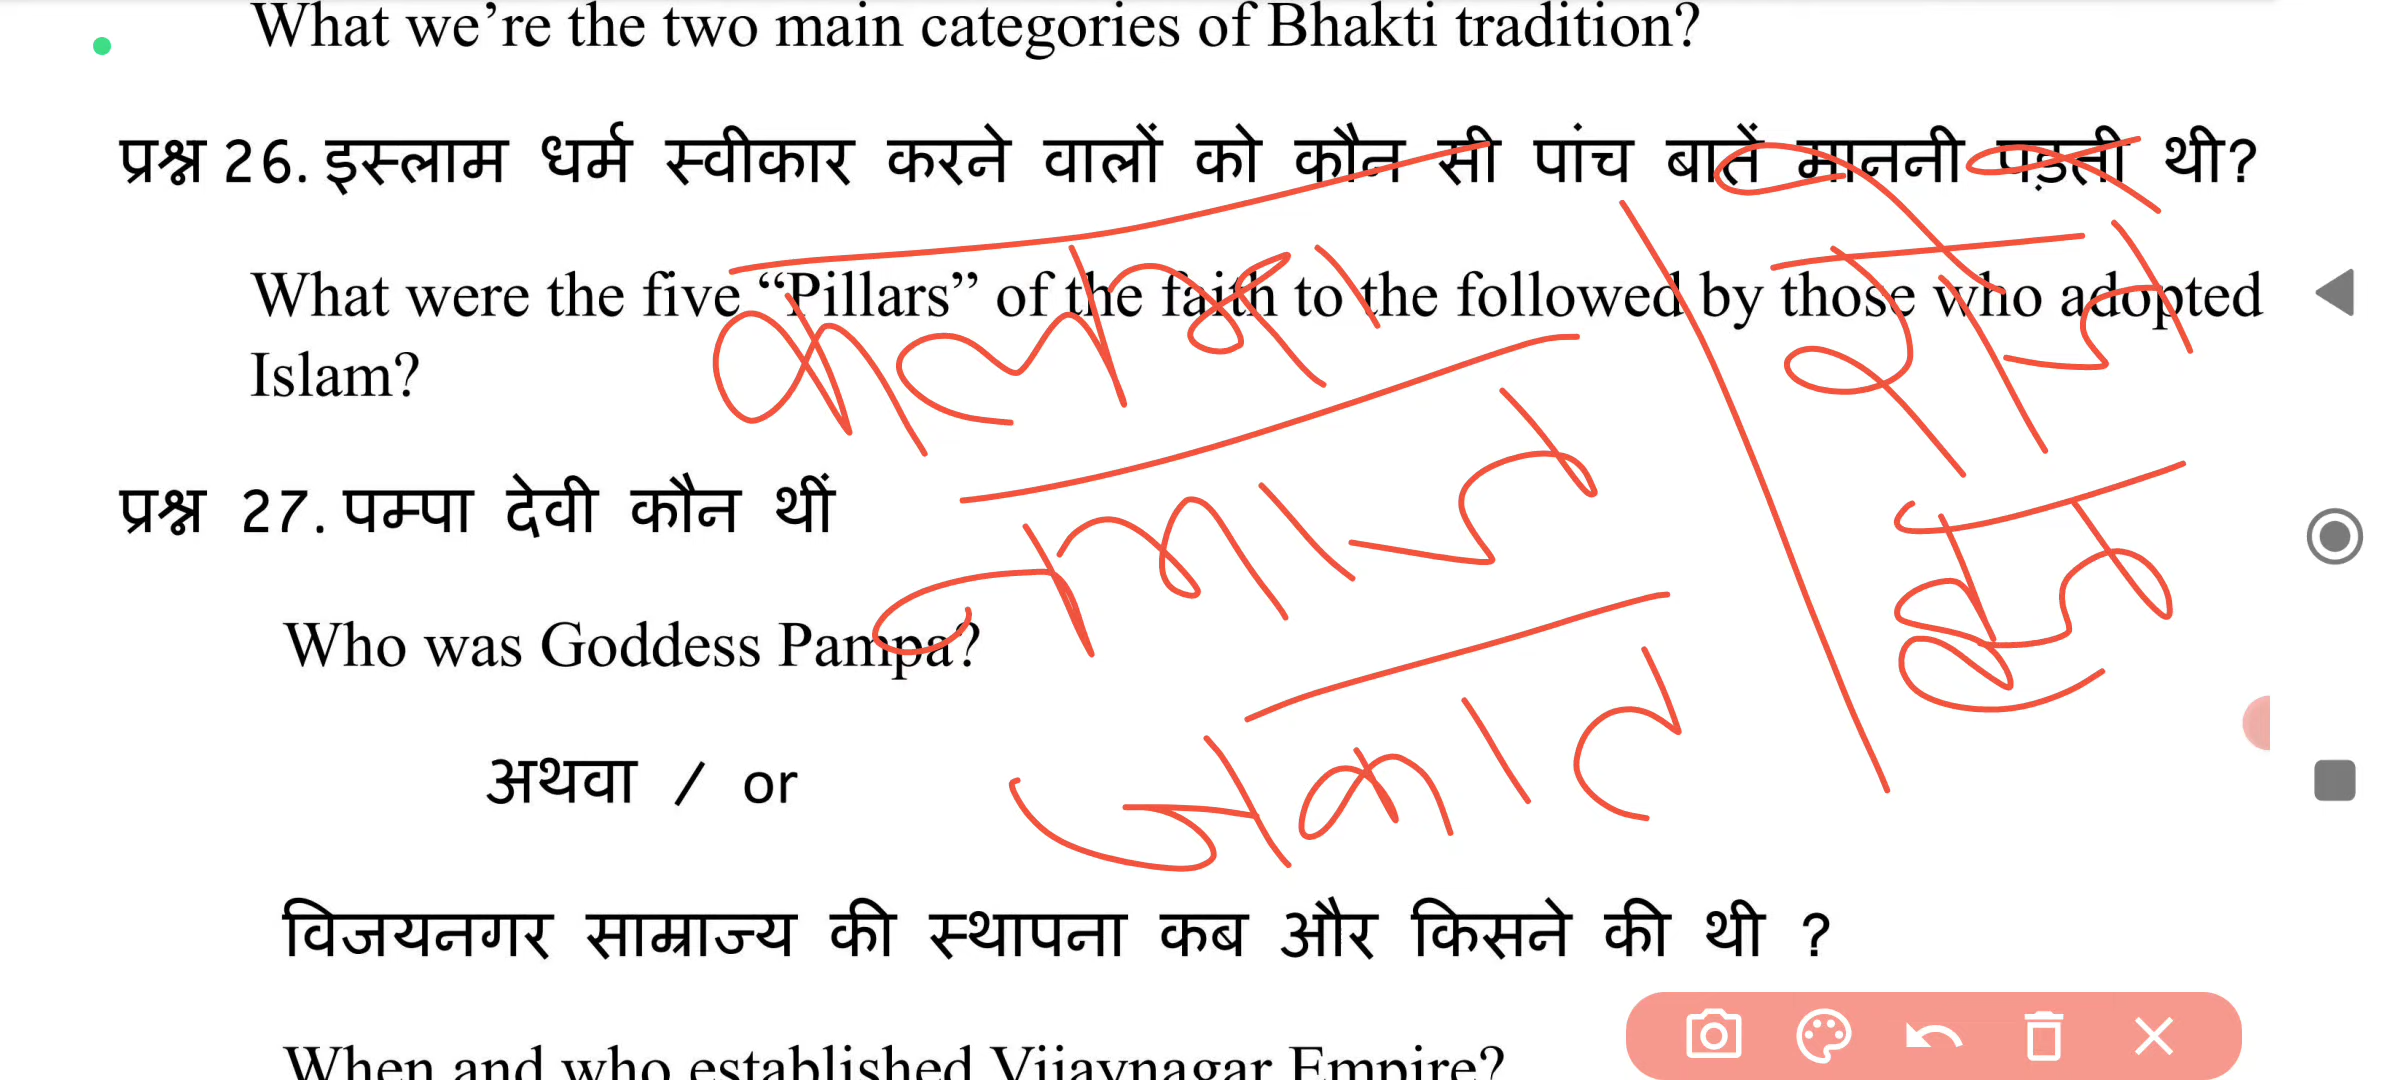 What we’re the two main categories of Bhakti tradition?
प्रश्न 26. इस्लाम धर्म स्वीकार करने वालों को कौन सी पांच बातें माननी पड़ती थी?
What were the five “Pillars” of the faith to the followed by those who adopted
Islam?
कलमा
नमाज
जकात
रोजा
हज
प्रश्न 27. पम्पा देवी कौन थीं
Who was Goddess Pampa?
अथवा / or
विजयनगर साम्राज्य की स्थापना कब और किसने की थी ?
When and who established Vijaynagar Empire?